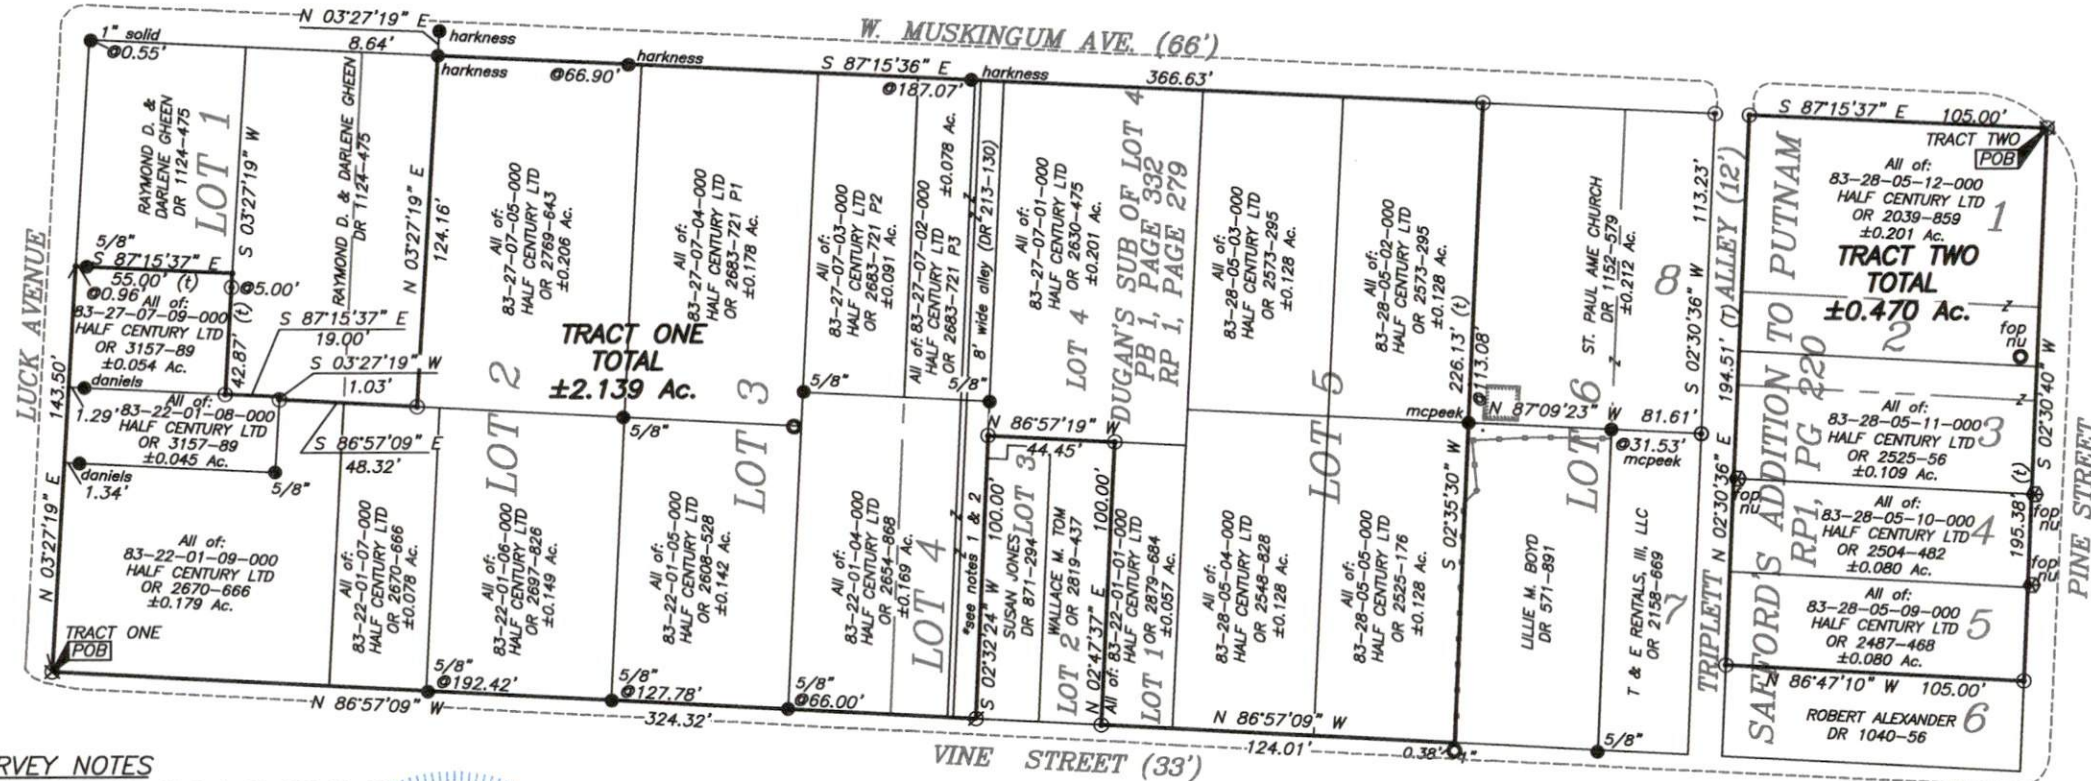 N 03°27'19" E
harkness
W. MUSKINGUM AVE. (66')
1" solid
@0.55'
8.64'
harkness
@66.90'
harkness
S 87°15'36" E
@187.07'
harkness
366.63'
S 87°15'37" E 105.00'
TRACT TWO
POB
RAYMOND D. &
DARLENE GHEEN
DR 1124-475
LOT 1
S 03°27'19" W
RAYMOND D. & DARLENE GHEEN
DR 1124-475
N 03°27'19" E
124.16'
All of:
83-27-07-05-000
HALF CENTURY LTD
OR 2769-643
±0.206 Ac.
All of:
83-27-07-04-000
HALF CENTURY LTD
OR 2683-721 P1
±0.178 Ac.
All of:
83-27-07-03-000
HALF CENTURY LTD
OR 2683-721 P2
±0.091 Ac.
All of: 83-27-07-02-000
HALF CENTURY LTD
OR 2683-721 P3
±0.078 Ac.
8' wide alley (DR 213-130)
All of:
83-27-07-01-000
HALF CENTURY LTD
OR 2630-475
±0.201 Ac.
LOT 4
DUGAN'S SUB OF LOT 4
PB 1, PAGE 332
RP 1, PAGE 279
All of:
83-28-05-03-000
HALF CENTURY LTD
OR 2573-295
±0.128 Ac.
All of:
83-28-05-02-000
HALF CENTURY LTD
OR 2573-295
±0.128 Ac.
226.13' (t)
@113.08'
ST. PAUL AME CHURCH
DR 1152-579
±0.212 Ac.
8
113.23'
S 02°30'36" W
TRIPLETT ALLEY (12')
N 02°30'36" E 194.51' (T)
SAFFORD'S ADDITION TO PUTNAM
RP1, PG 220
All of:
83-28-05-12-000
HALF CENTURY LTD
OR 2039-859
±0.201 Ac.
1
TRACT TWO
TOTAL
±0.470 Ac.
2
fop
nu
S 02°30'40" W
195.38' (t)
LUCK AVENUE
N 03°27'19" E 143.50'
5/8"
S 87°15'37" E
55.00' (t)
@0.96'
@5.00'
All of:
83-27-07-09-000
HALF CENTURY LTD
OR 3157-89
±0.054 Ac.
42.87' (t)
S 87°15'37" E
19.00'
S 03°27'19" W
1.03'
TRACT ONE
TOTAL
±2.139 Ac.
LOT 2
LOT 3
5/8"
5/8"
5/8"
daniels
1.29'
All of:
83-22-01-08-000
HALF CENTURY LTD
OR 3157-89
±0.045 Ac.
S 86°57'09" E
48.32'
daniels
1.34'
5/8"
N 86°57'19" W
44.45'
LOT 5
mcpeek
N 87°09'23" W 81.61'
@31.53'
mcpeek
LOT 6
All of:
83-28-05-11-000
HALF CENTURY LTD
OR 2525-56
±0.109 Ac.
3
fop
nu
All of:
83-28-05-10-000
HALF CENTURY LTD
OR 2504-482
±0.080 Ac.
4
fop
nu
fop
nu
All of:
83-28-05-09-000
HALF CENTURY LTD
OR 2487-468
±0.080 Ac.
5
PINE STREET
All of:
83-22-01-09-000
HALF CENTURY LTD
OR 2670-666
±0.179 Ac.
All of:
83-22-01-07-000
HALF CENTURY LTD
OR 2670-666
±0.078 Ac.
All of:
83-22-01-06-000
HALF CENTURY LTD
OR 2697-826
±0.149 Ac.
All of:
83-22-01-05-000
HALF CENTURY LTD
OR 2608-528
±0.142 Ac.
All of:
83-22-01-04-000
HALF CENTURY LTD
OR 2654-868
±0.169 Ac.
LOT 4
*see notes 1 & 2
S 02°32'24" W 100.00'
SUSAN JONES
DR 871-294
LOT 3
WALLACE M. TOM
LOT 2 OR 2819-437
N 02°47'37" E 100.00'
All of: 83-22-01-01-000
HALF CENTURY LTD
LOT 1 OR 2879-684
±0.057 Ac.
All of:
83-28-05-04-000
HALF CENTURY LTD
OR 2548-828
±0.128 Ac.
All of:
83-28-05-05-000
HALF CENTURY LTD
OR 2525-176
±0.128 Ac.
S 02°35'30" W
LILLIE M. BOYD
DR 571-891
T & E RENTALS, III, LLC
OR 2158-669
7
TRACT ONE
POB
5/8"
@192.42'
5/8"
@127.78'
5/8"
@66.00'
N 86°57'09" W
324.32'
N 86°57'09" W
124.01'
0.38'
5/8"
N 86°47'10" W 105.00'
ROBERT ALEXANDER
DR 1040-56
6
VINE STREET (33')
RVEY NOTES